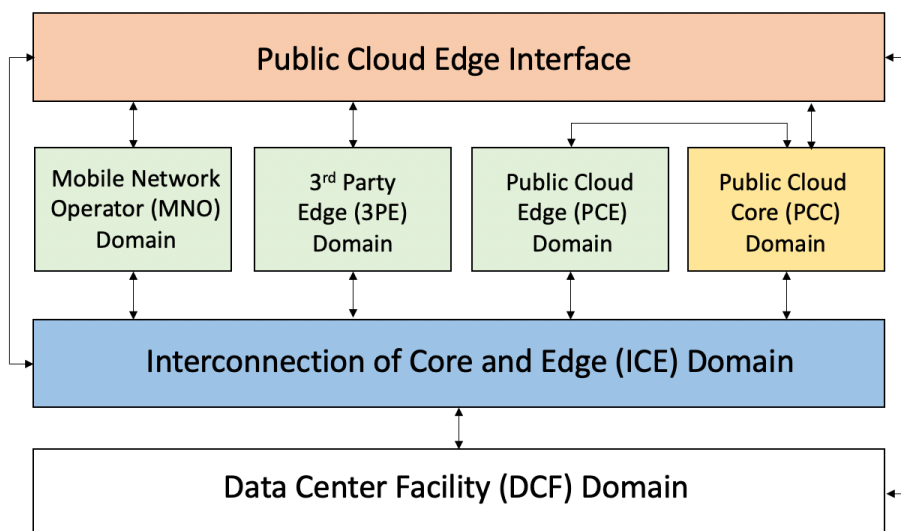 Public Cloud Edge Interface
Mobile Network
Operator (MNO)
Domain
3rd Party
Edge (3PE)
Domain
Public Cloud
Edge (PCE)
Domain
Public Cloud
Core (PCC)
Domain
Interconnection of Core and Edge (ICE) Domain
Data Center Facility (DCF) Domain